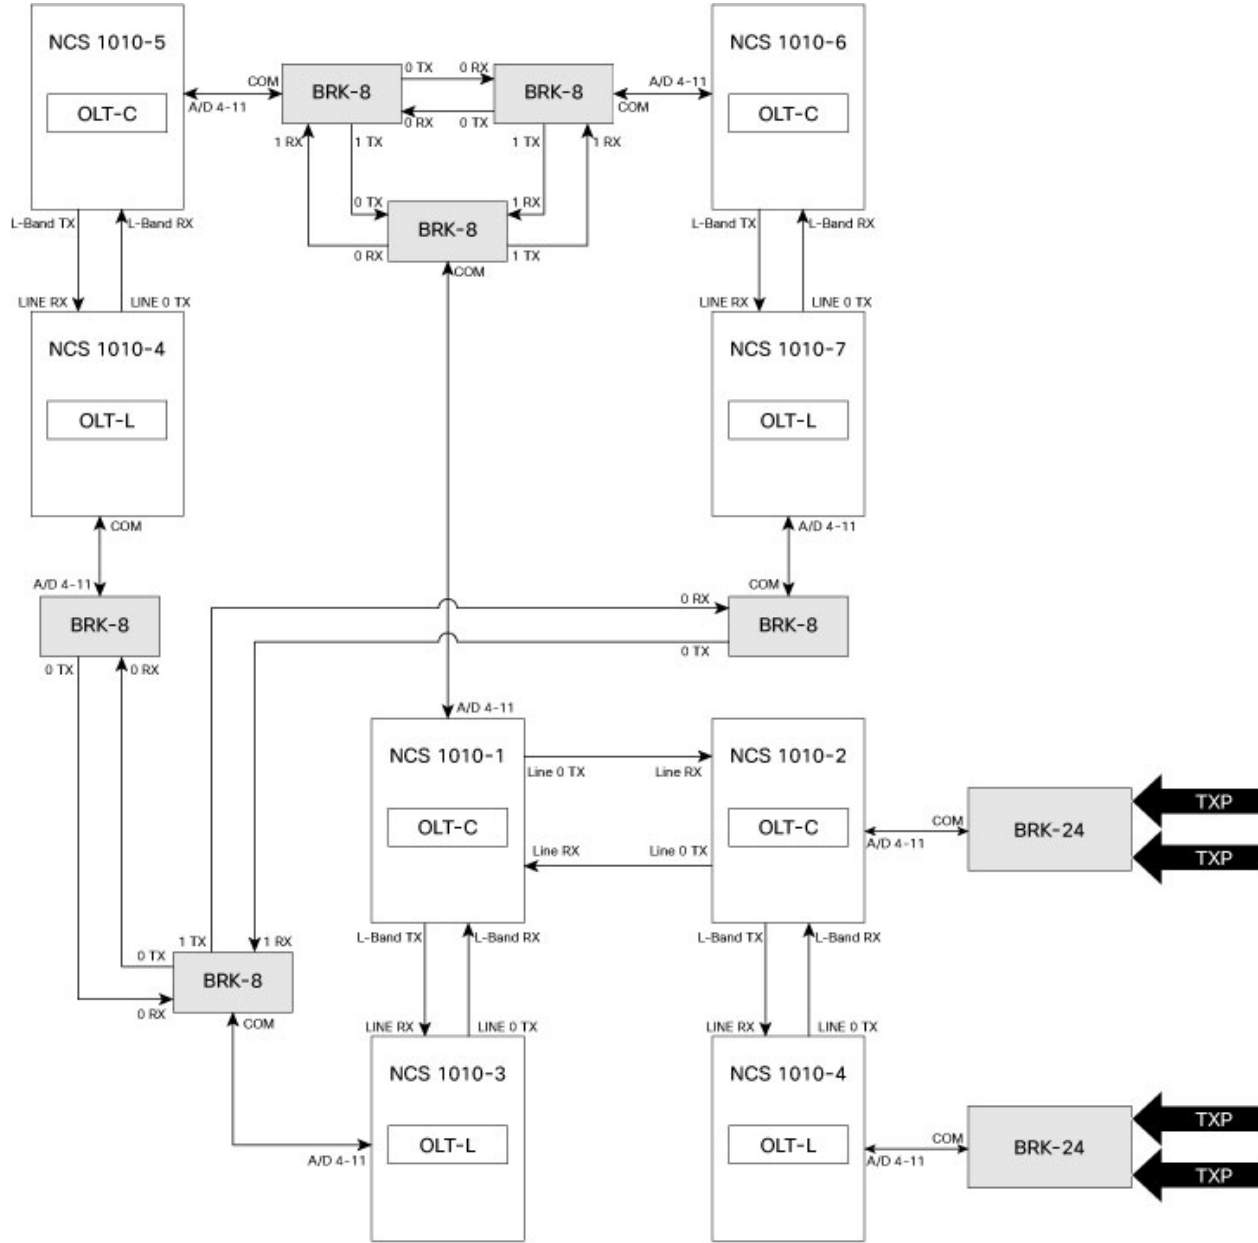 NCS 1010-5
NCS 1010-6
OLT-C
OLT-C
COM
A/D 4-11
BRK-8
0 TX
0 RX
0 RX
0 TX
BRK-8
COM
A/D 4-11
1 RX
1 TX
1 TX
1 RX
0 TX
1 RX
BRK-8
0 RX
1 TX
COM
L-Band TX
L-Band RX
L-Band TX
L-Band RX
LINE RX
LINE 0 TX
LINE RX
LINE 0 TX
NCS 1010-4
NCS 1010-7
OLT-L
OLT-L
COM
A/D 4-11
A/D 4-11
COM
BRK-8
0 RX
BRK-8
0 TX
0 RX
0 TX
A/D 4-11
NCS 1010-1
NCS 1010-2
Line 0 TX
Line RX
OLT-C
OLT-C
Line RX
Line 0 TX
A/D 4-11
COM
BRK-24
TXP
TXP
L-Band TX
L-Band RX
L-Band TX
L-Band RX
1 TX
1 RX
0 TX
BRK-8
0 RX
COM
LINE RX
LINE 0 TX
LINE RX
LINE 0 TX
NCS 1010-3
NCS 1010-4
OLT-L
OLT-L
A/D 4-11
A/D 4-11
COM
BRK-24
TXP
TXP